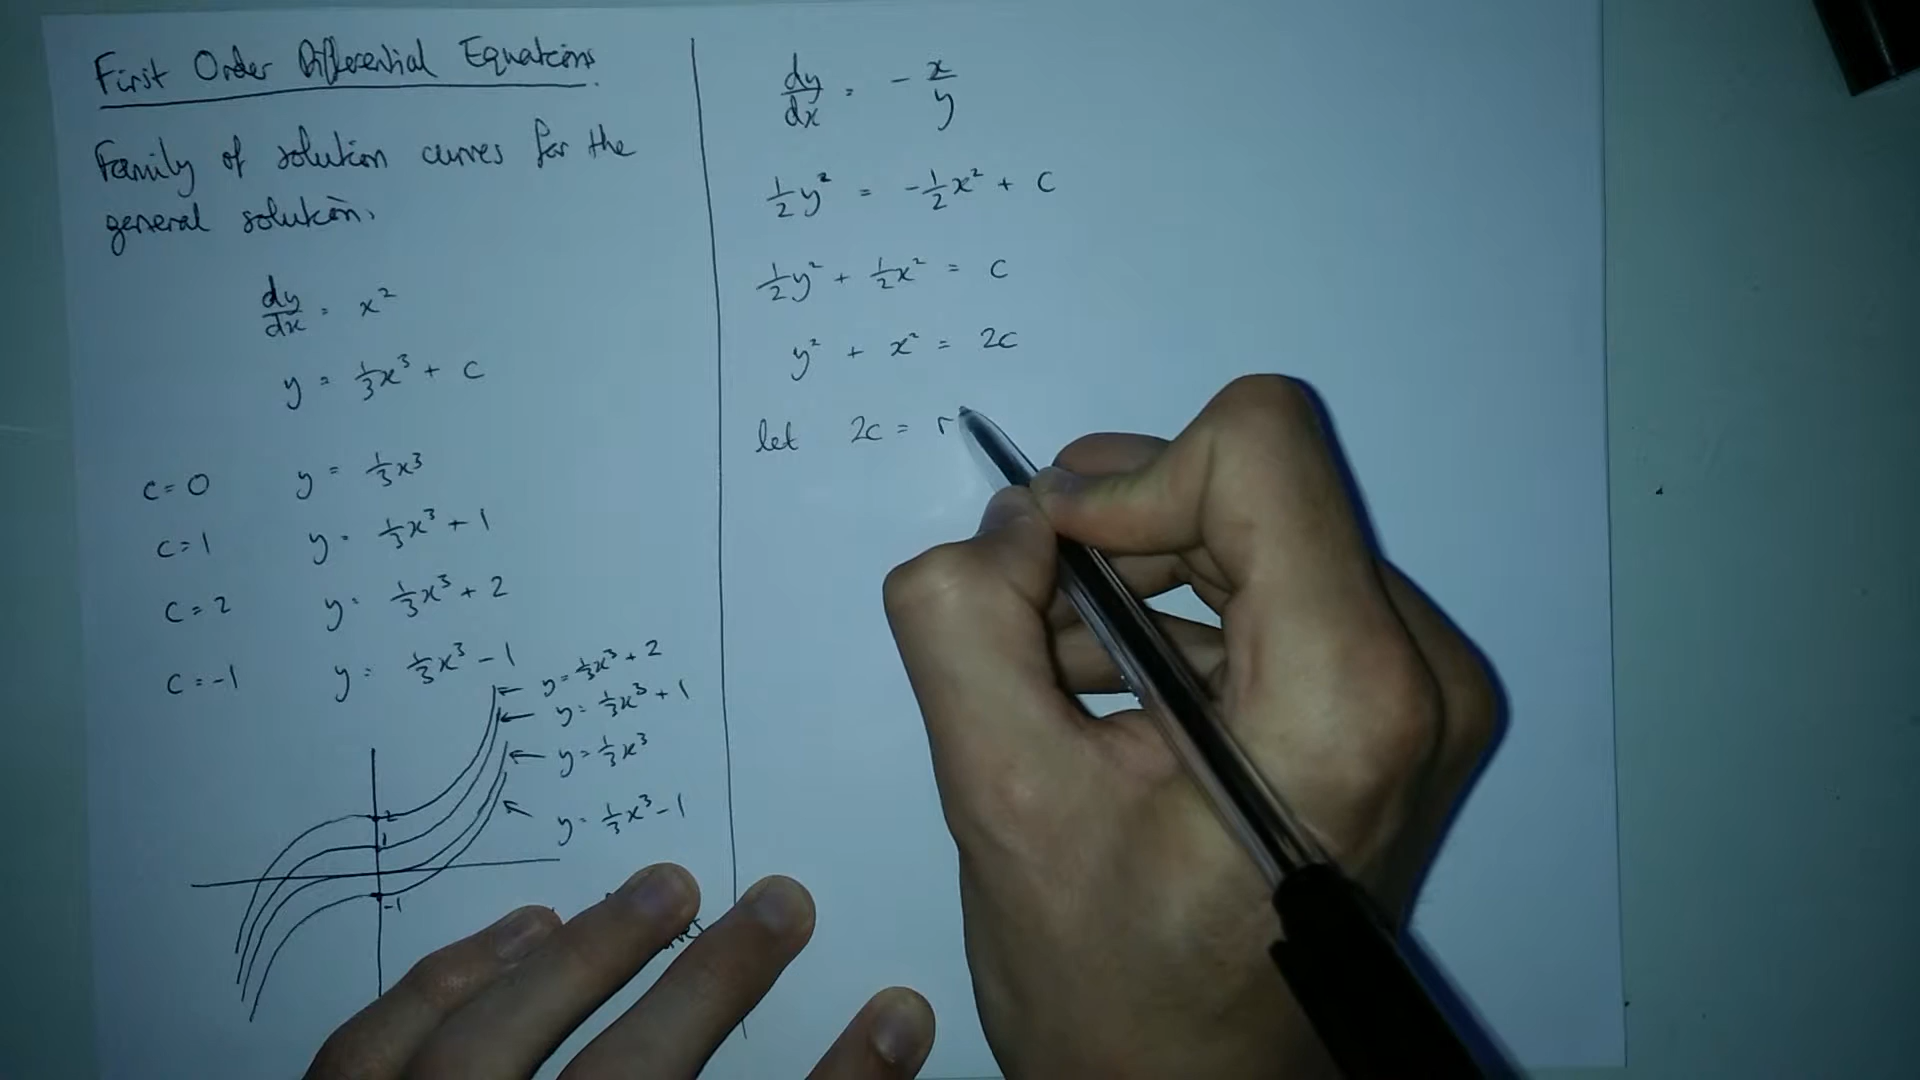 First Order Differential Equations.
Family of solution curves for the
general solution.
dy/dx = x²
y = 1/3x³ + c
c = 0 y = 1/3x³
c = 1 y = 1/3x³ + 1
c = 2 y = 1/3x³ + 2
c = -1 y = 1/3x³ - 1
y = 1/3x³ + 2
y = 1/3x³ + 1
y = 1/3x³
y = 1/3x³ - 1
2
1
-1
dy/dx = - x/y
1/2y² = -1/2x² + C
1/2y² + 1/2x² = C
y² + x² = 2C
let 2C = r